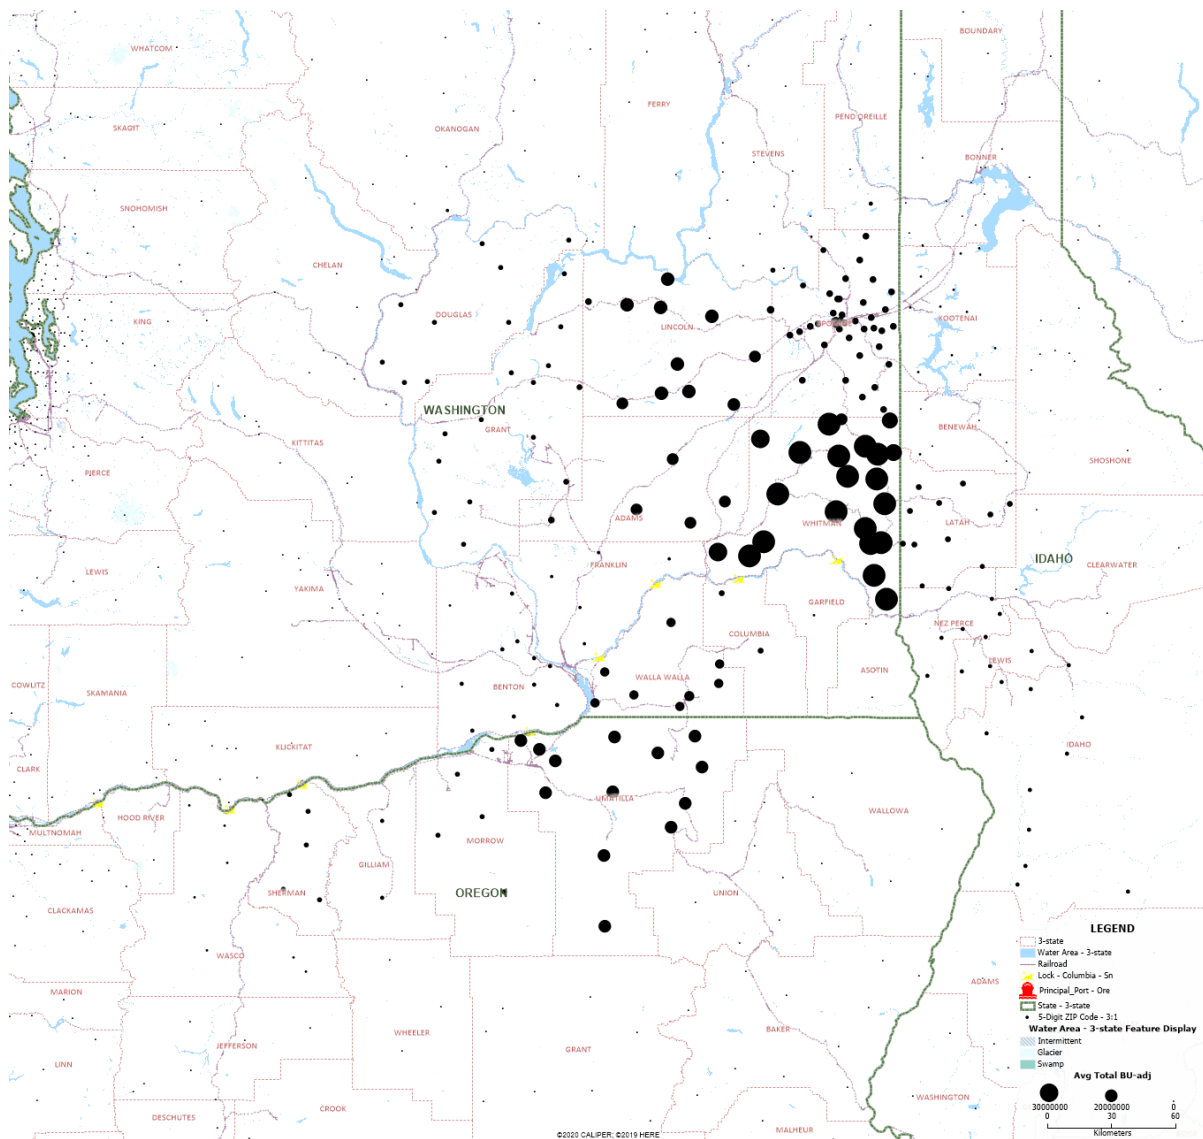 WHATCOM
BOUNDARY
FERRY
PEND OREILLE
SKAGIT
OKANOGAN
STEVENS
BONNER
SNOHOMISH
CHELAN
DOUGLAS
KING
LINCOLN
SPOKANE
KOOTENAI
WASHINGTON
GRANT
KITTITAS
BENEWAH
PIERCE
SHOSHONE
ADAMS
WHITMAN
LATAH
LEWIS
FRANKLIN
IDAHO
CLEARWATER
YAKIMA
GARFIELD
NEZ PERCE
COLUMBIA
LEWIS
ASOTIN
WALLA WALLA
COWLITZ
SKAMANIA
BENTON
KLICKITAT
IDAHO
CLARK
UMATILLA
WALLOWA
HOOD RIVER
MULTNOMAH
MORROW
GILLIAM
SHERMAN
OREGON
UNION
CLACKAMAS
WASCO
ADAMS
MARION
BAKER
WHEELER
JEFFERSON
GRANT
LINN
WASHINGTON
CROOK
DESCHUTES
MALHEUR
LEGEND
3-state
Water Area - 3-state
Railroad
Lock - Columbia - Sn
Principal_Port - Ore
State - 3-state
5-Digit ZIP Code - 3:1
Water Area - 3-state Feature Display
Intermittent
Glacier
Swamp
Avg Total BU-adj
30000000 20000000 0
0 30 60
Kilometers
©2020 CALIPER; ©2019 HERE